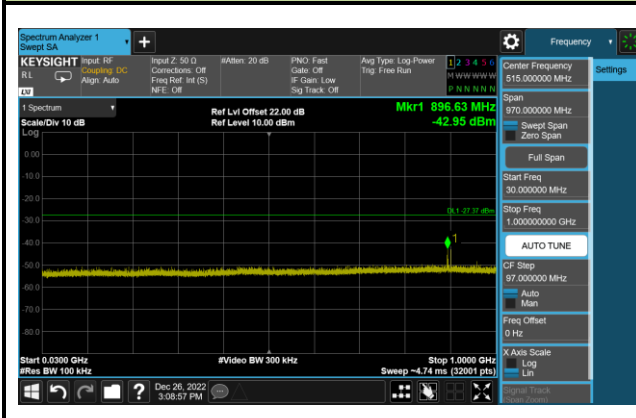 Spectrum Analyzer 1
Swept SA
+
Frequency
KEYSIGHT
RL
LXI
Input: RF
Coupling: DC
Align: Auto
Input Z: 50 Ω
Corrections: Off
Freq Ref: Int (S)
NFE: Off
#Atten: 20 dB
PNO: Fast
Gate: Off
IF Gain: Low
Sig Track: Off
Avg Type: Log-Power
Trig: Free Run
1 2 3 4 5 6
M W W W W W
P N N N N N
Center Frequency
515.000000 MHz
Settings
1 Spectrum
Scale/Div 10 dB
Log
Ref Lvl Offset 22.00 dB
Ref Level 10.00 dBm
Mkr1 896.63 MHz
-42.95 dBm
Span
970.000000 MHz
Swept Span
Zero Span
Full Span
Start Freq
30.000000 MHz
Stop Freq
1.000000000 GHz
AUTO TUNE
CF Step
97.000000 MHz
Auto
Man
Freq Offset
0 Hz
X Axis Scale
Log
Lin
Signal Track
(Span Zoom)
0.00
-10.0
-20.0
DL1 -27.37 dBm
-30.0
1
-40.0
-50.0
-60.0
-70.0
-80.0
Start 0.0300 GHz
#Res BW 100 kHz
#Video BW 300 kHz
Stop 1.0000 GHz
Sweep ~4.74 ms (32001 pts)
?
Dec 26, 2022
3:08:57 PM